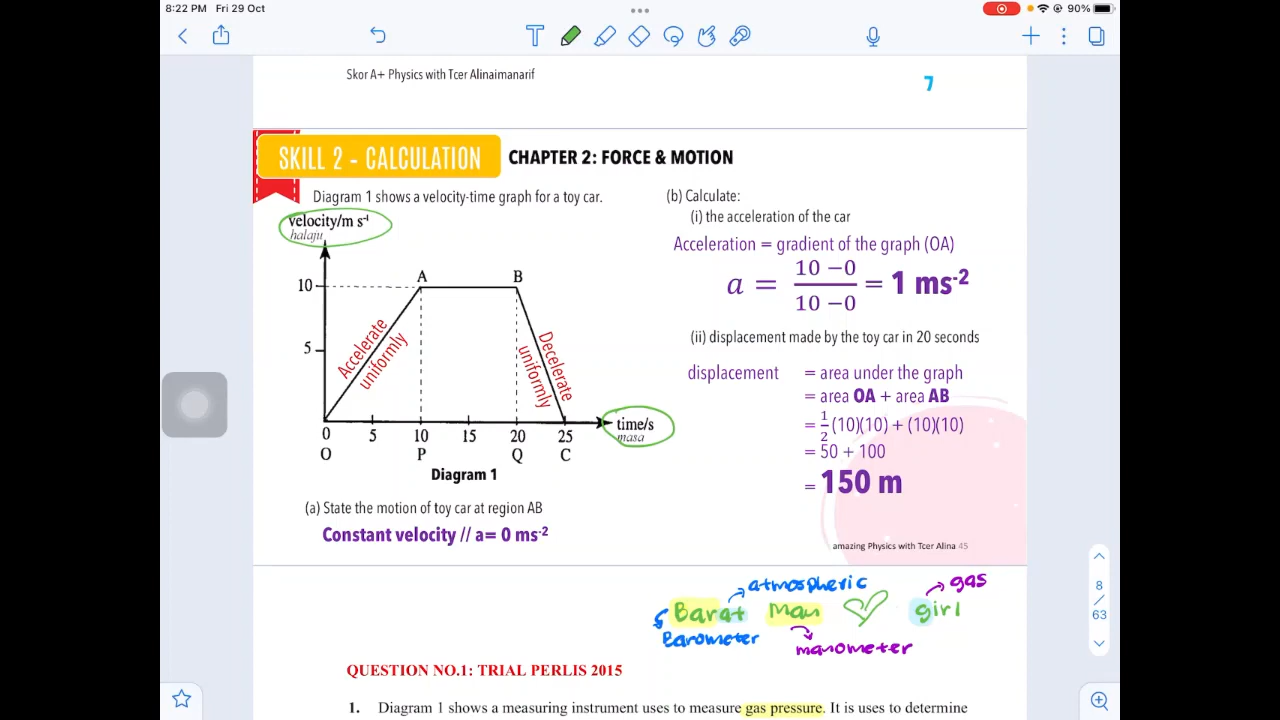 8:22 PM Fri 29 Oct
90%
T
Skor A+ Physics with Tcer Alinaimanarif
7
SKILL 2 - CALCULATION
CHAPTER 2: FORCE & MOTION
Diagram 1 shows a velocity-time graph for a toy car.
velocity/m s⁻¹
halaju
10
5
A
B
Accelerate
uniformly
Decelerate
uniformly
0 5 10 15 20 25
time/s
masa
O P Q C
Diagram 1
(a) State the motion of toy car at region AB
Constant velocity // a= 0 ms⁻²
(b) Calculate:
(i) the acceleration of the car
Acceleration = gradient of the graph (OA)
a = (10 − 0)/(10 − 0) = 1 ms⁻²
(ii) displacement made by the toy car in 20 seconds
displacement = area under the graph
= area OA + area AB
= ½ (10)(10) + (10)(10)
= 50 + 100
= 150 m
amazing Physics with Tcer Alina 45
8
/
63
atmospheric
gas
Barat Man girl
Barometer
manometer
QUESTION NO.1: TRIAL PERLIS 2015
1. Diagram 1 shows a measuring instrument uses to measure gas pressure. It is uses to determine